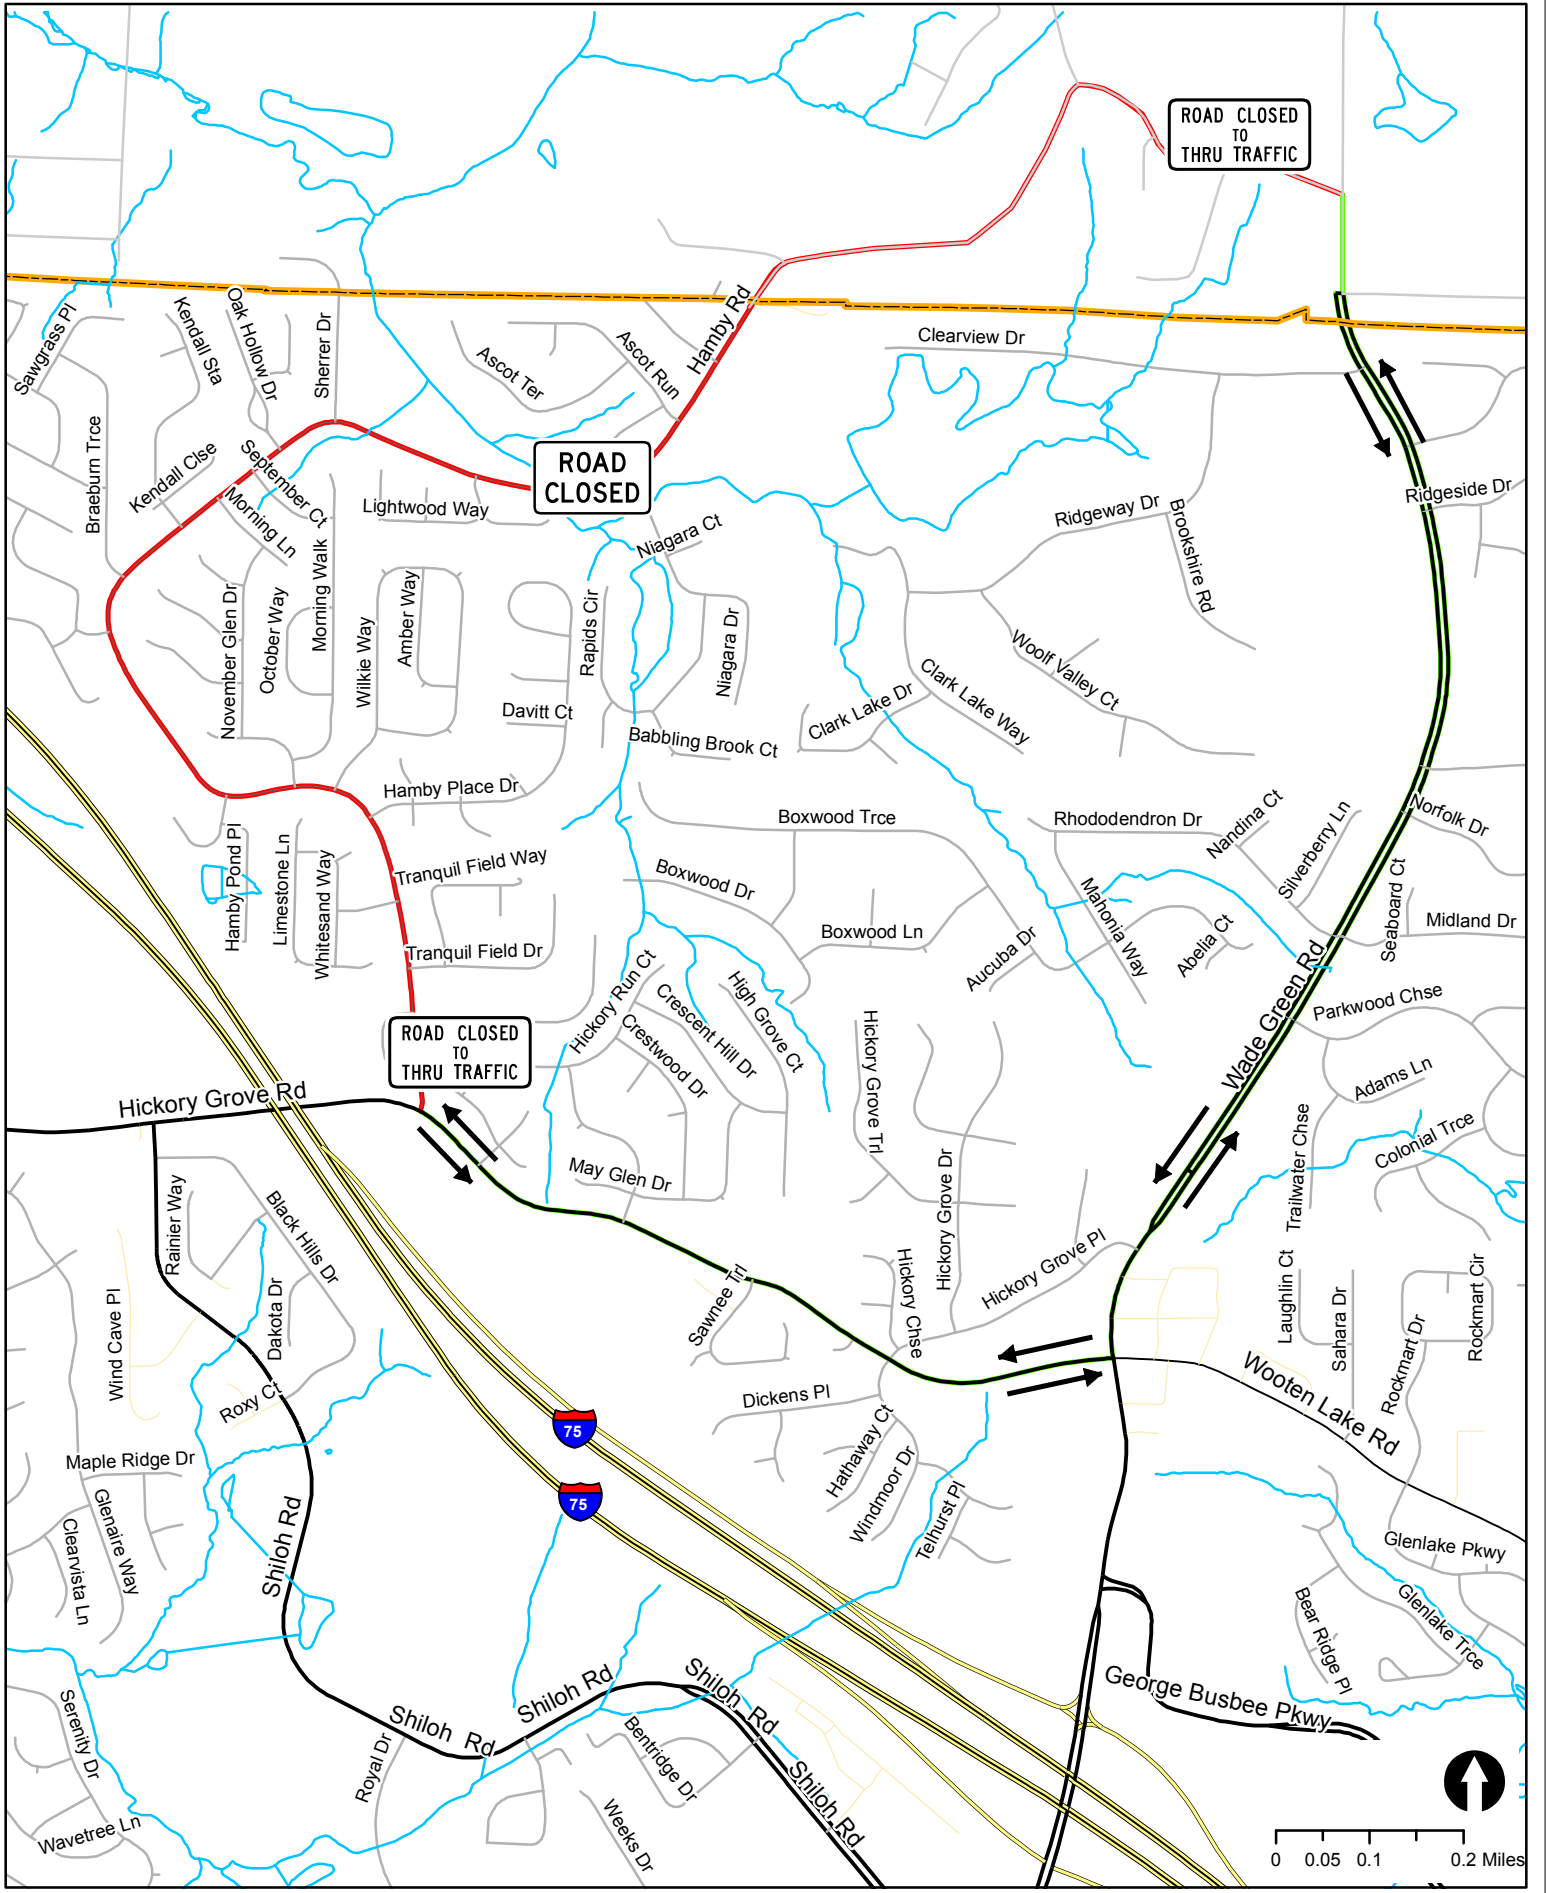 ROAD CLOSED
TO
THRU TRAFFIC
Sawgrass Pl
Kendall Sta
Oak Hollow Dr
Sherrer Dr
Hamby Rd
Ascot Ter
Ascot Run
Clearview Dr
Braeburn Trce
Kendall Clse
September Ct
Morning Ln
Lightwood Way
ROAD
CLOSED
Niagara Ct
Ridgeway Dr
Brookshire Rd
Ridgeside Dr
November Glen Dr
October Way
Morning Walk
Wilkie Way
Amber Way
Rapids Cir
Niagara Dr
Davitt Ct
Babbling Brook Ct
Clark Lake Dr
Clark Lake Way
Woolf Valley Ct
Hamby Place Dr
Boxwood Trce
Rhododendron Dr
Nandina Ct
Silverberry Ln
Norfolk Dr
Hamby Pond Pl
Limestone Ln
Whitesand Way
Tranquil Field Way
Boxwood Dr
Boxwood Ln
Mahonia Way
Seaboard Ct
Midland Dr
Tranquil Field Dr
Aucuba Dr
Abelia Ct
Wade Green Rd
Hickory Run Ct
Crescent Hill Dr
High Grove Ct
Crestwood Dr
Parkwood Chse
ROAD CLOSED
TO
THRU TRAFFIC
Hickory Grove Rd
Hickory Grove Trl
Adams Ln
Colonial Trce
Trailwater Chse
May Glen Dr
Hickory Grove Dr
Rainier Way
Black Hills Dr
Hickory Grove Pl
Hickory Chse
Sawnee Trl
Wind Cave Pl
Dakota Dr
Laughlin Ct
Sahara Dr
Rockmart Dr
Rockmart Cir
Wooten Lake Rd
Roxy Ct
Dickens Pl
Hathaway Ct
Windmoor Dr
Telhurst Pl
75
75
Maple Ridge Dr
Glenaire Way
Clearvista Ln
Shiloh Rd
Glenlake Pkwy
Glenlake Trce
Bear Ridge Pl
George Busbee Pkwy
Serenity Dr
Shiloh Rd
Shiloh Rd
Shiloh Rd
Shiloh Rd
Royal Dr
Bentridge Dr
Weeks Dr
Wavetree Ln
0 0.05 0.1 0.2 Miles